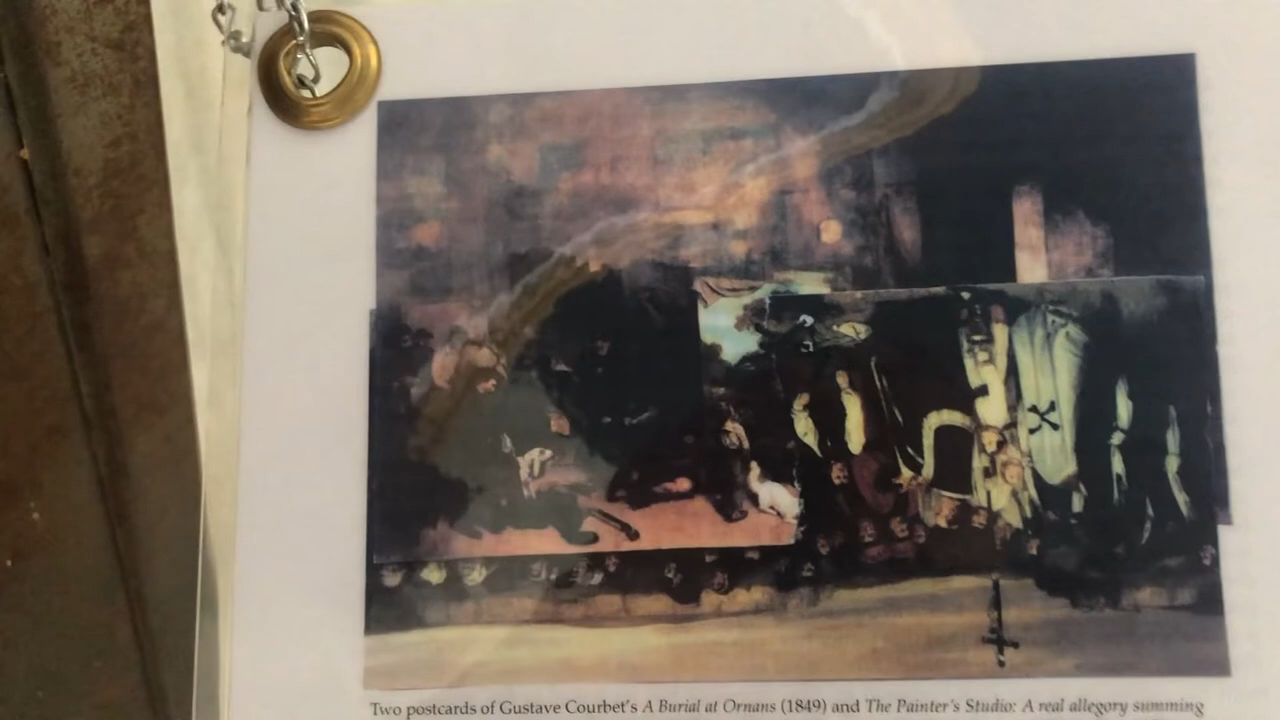 Two postcards of Gustave Courbet's A Burial at Ornans (1849) and The Painter's Studio: A real allegory summing